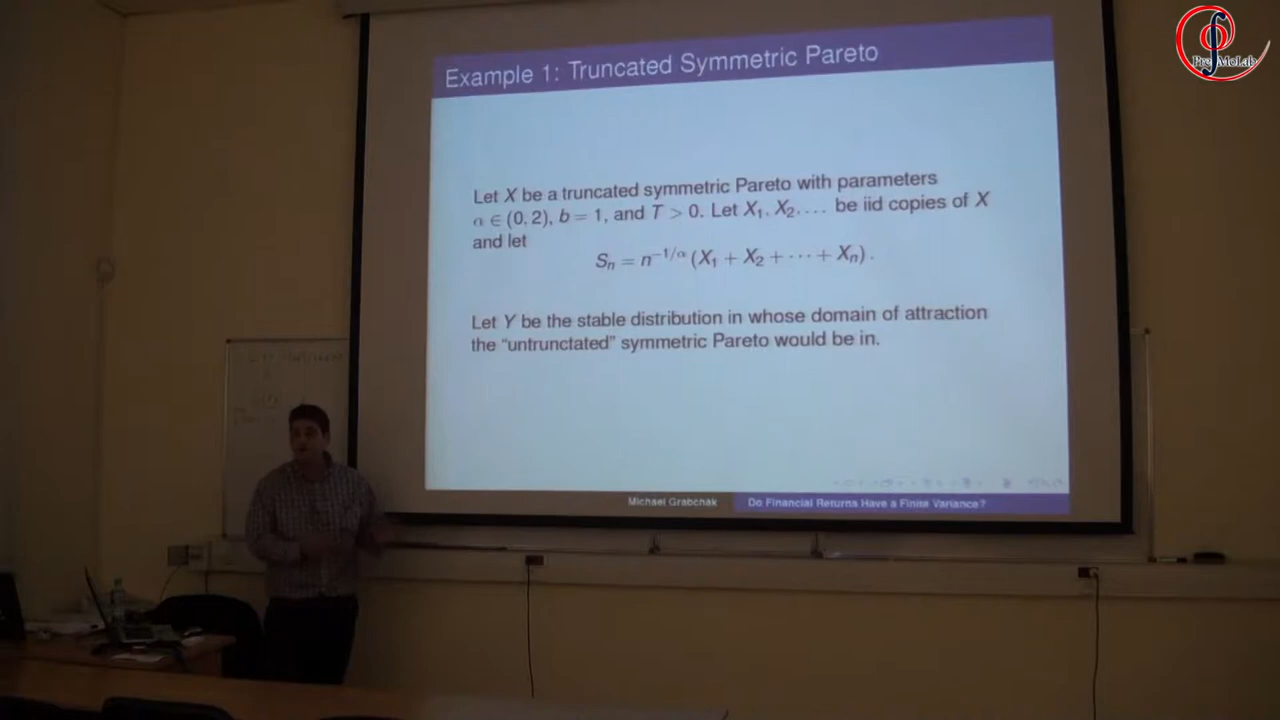 PreMoLab
Example 1: Truncated Symmetric Pareto
Let X be a truncated symmetric Pareto with parameters
α ∈ (0, 2), b = 1, and T > 0. Let X₁, X₂, . . . . be iid copies of X
and let
Sₙ = n⁻¹/ᵅ (X₁ + X₂ + ··· + Xₙ) .
Let Y be the stable distribution in whose domain of attraction
the “untrunctated” symmetric Pareto would be in.
Michael Grabchak
Do Financial Returns Have a Finite Variance?